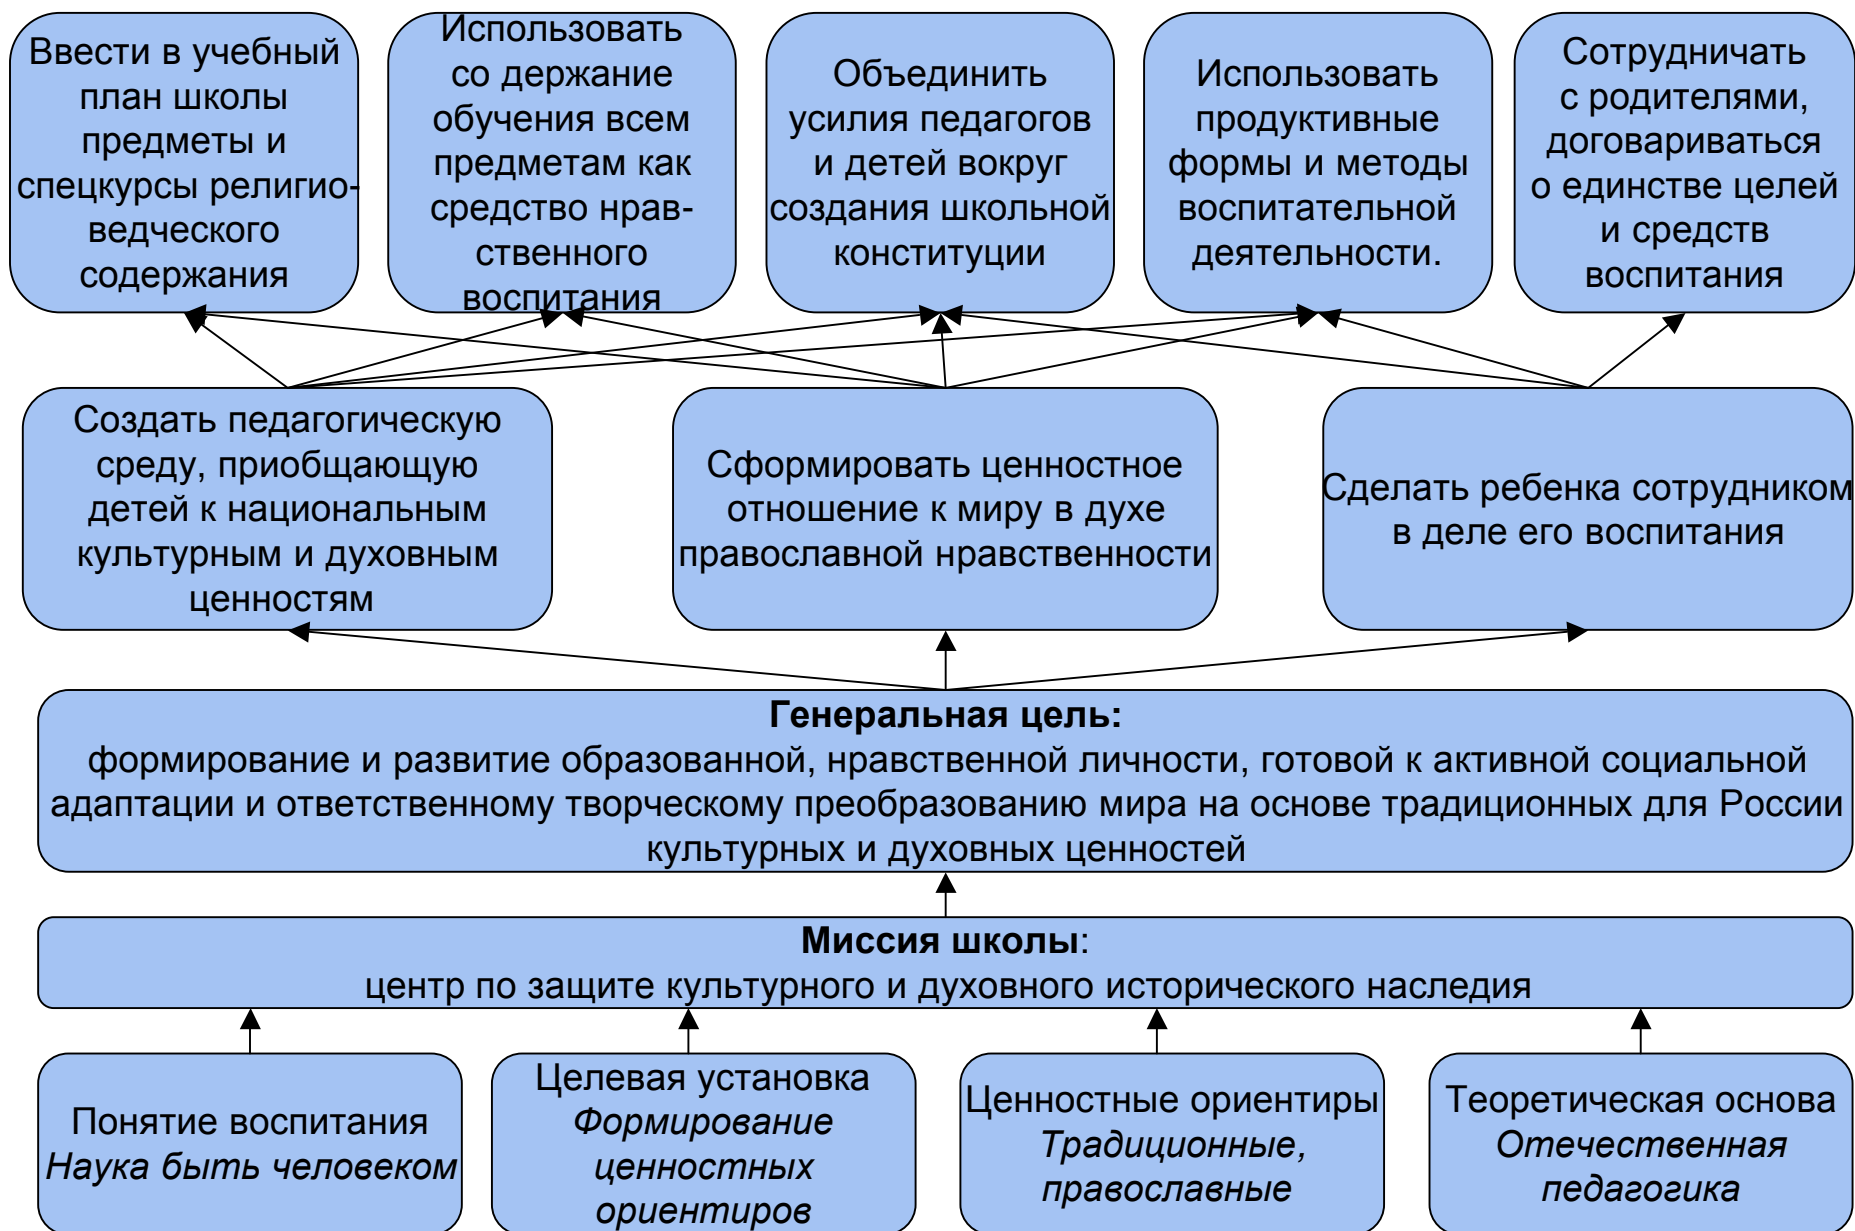 Ввести в учебный
план школы
предметы и
спецкурсы религио-
ведческого
содержания
Использовать
со держание
обучения всем
предметам как
средство нрав-
ственного
воспитания
Объединить
усилия педагогов
и детей вокруг
создания школьной
конституции
Использовать
продуктивные
формы и методы
воспитательной
деятельности.
Сотрудничать
с родителями,
договариваться
о единстве целей
и средств
воспитания
Создать педагогическую
среду, приобщающую
детей к национальным
культурным и духовным
ценностям
Сформировать ценностное
отношение к миру в духе
православной нравственности
Сделать ребенка сотрудником
в деле его воспитания
Генеральная цель:
формирование и развитие образованной, нравственной личности, готовой к активной социальной
адаптации и ответственному творческому преобразованию мира на основе традиционных для России
культурных и духовных ценностей
Миссия школы:
центр по защите культурного и духовного исторического наследия
Понятие воспитания
Наука быть человеком
Целевая установка
Формирование
ценностных
ориентиров
Ценностные ориентиры
Традиционные,
православные
Теоретическая основа
Отечественная
педагогика